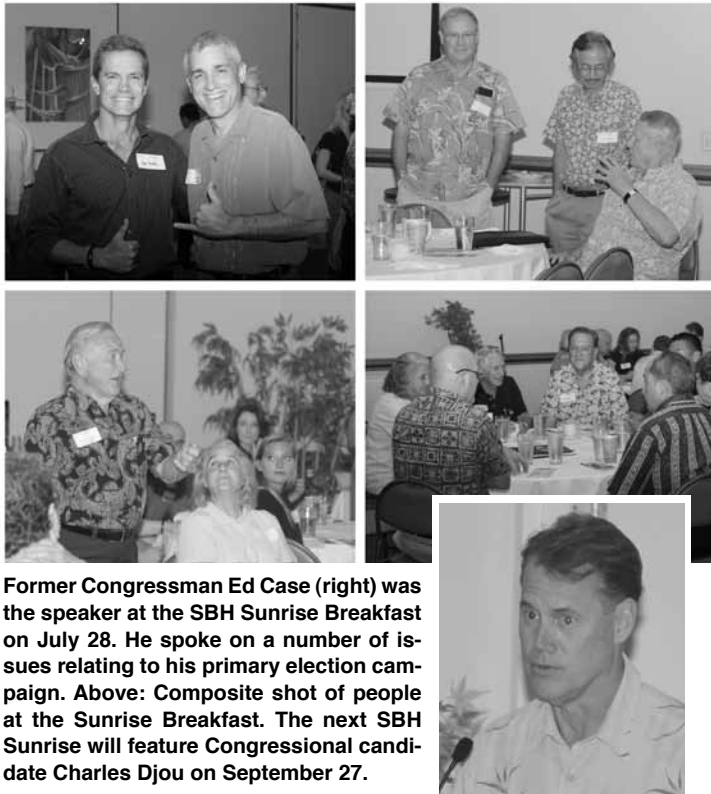 Former Congressman Ed Case (right) was
the speaker at the SBH Sunrise Breakfast
on July 28. He spoke on a number of is-
sues relating to his primary election cam-
paign. Above: Composite shot of people
at the Sunrise Breakfast. The next SBH
Sunrise will feature Congressional candi-
date Charles Djou on September 27.